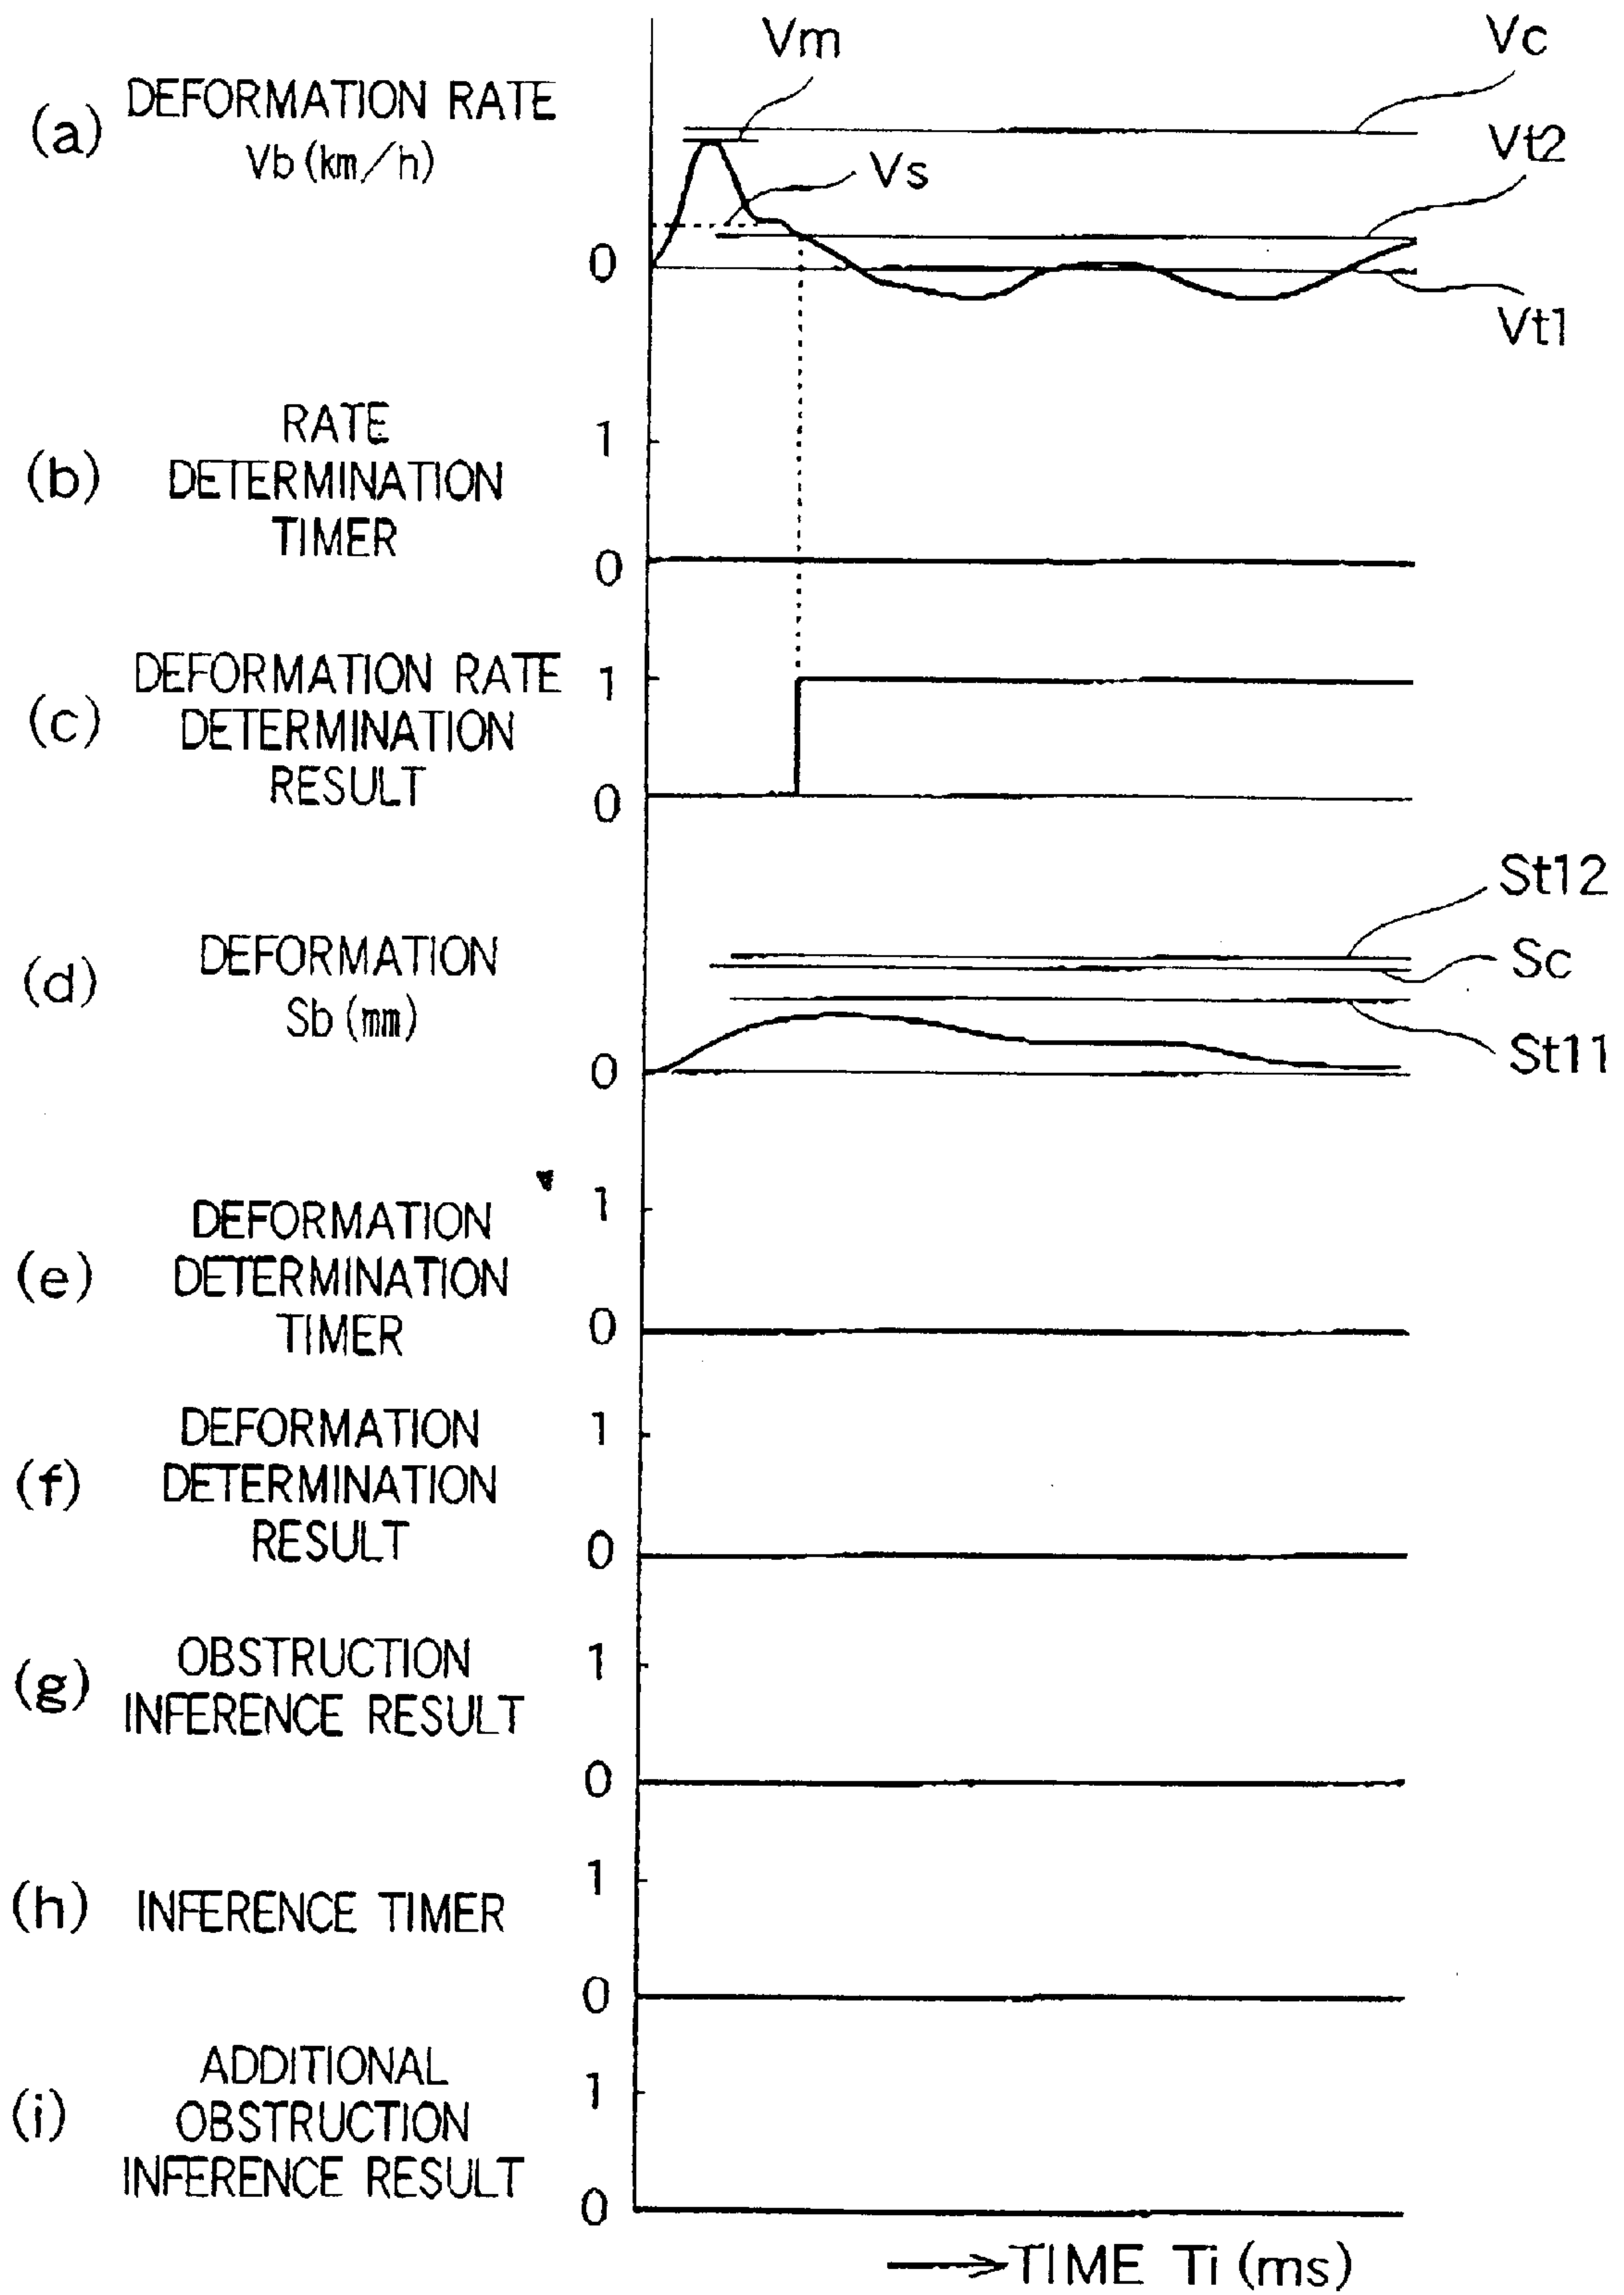 Vm
Vc
(a) DEFORMATION RATE
Vb (km/h)
Vt2
Vs
0
Vt1
RATE
1
(b) DETERMINATION
TIMER
0
DEFORMATION RATE
1
(c) DETERMINATION
RESULT
0
St12
(d) DEFORMATION
Sc
Sb (mm)
St11
0
1
DEFORMATION
(e) DETERMINATION
TIMER
0
DEFORMATION
1
(f) DETERMINATION
RESULT
0
OBSTRUCTION
1
(g) INFERENCE RESULT
0
1
(h) INFERENCE TIMER
0
ADDITIONAL
1
(i) OBSTRUCTION
INFERENCE RESULT
0
TIME Ti (ms)